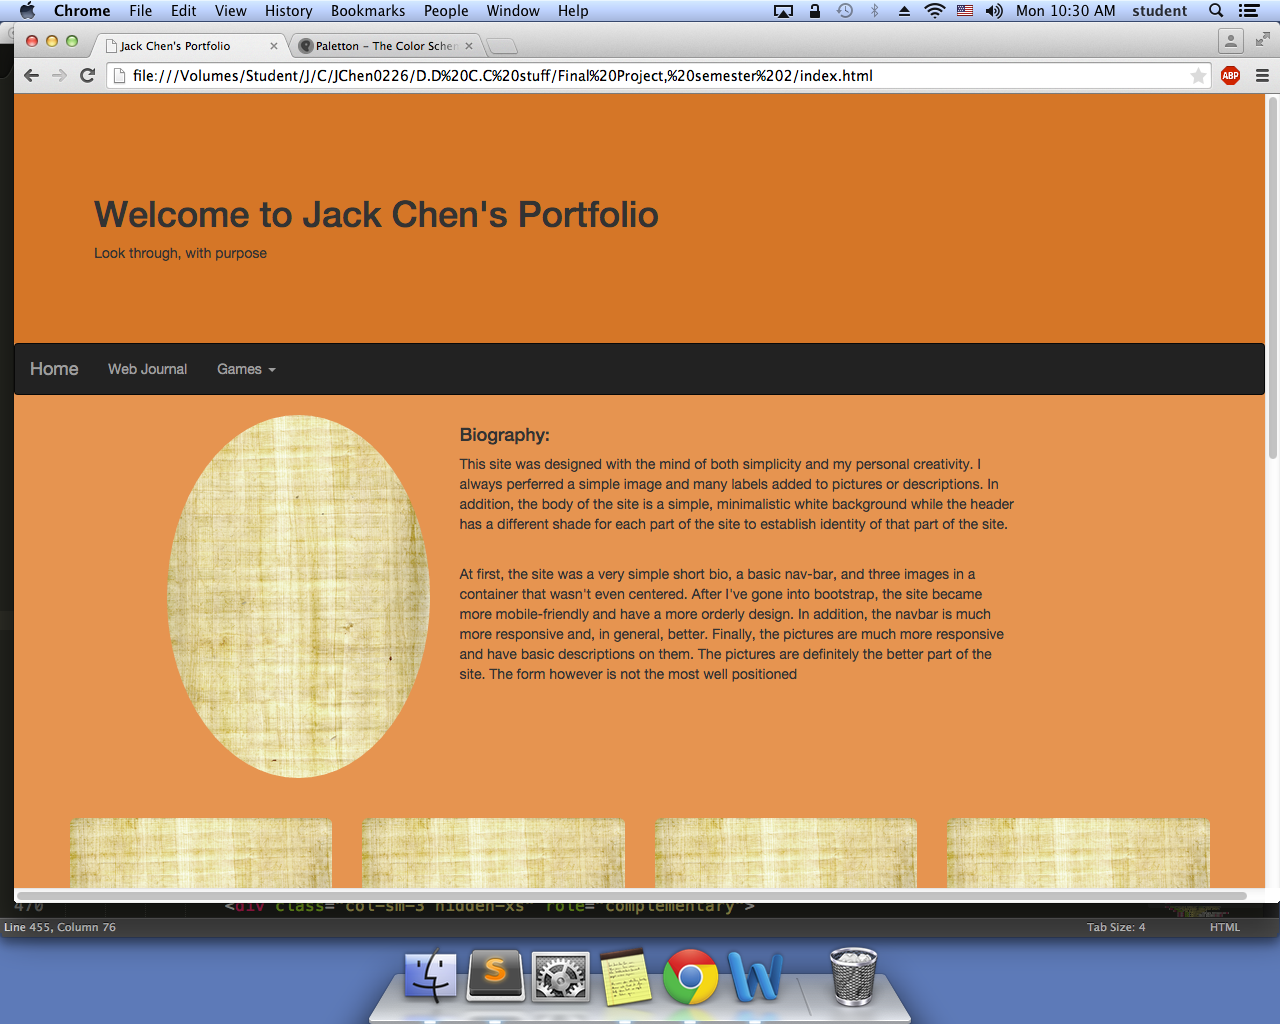 Chrome File Edit View History Bookmarks People Window Help Mon 10:30 AM student
Jack Chen's Portfolio
Paletton - The Color Schem
file:///Volumes/Student/J/C/JChen0226/D.D%20C.C%20stuff/Final%20Project,%20semester%202/index.html
ABP
Welcome to Jack Chen's Portfolio
Look through, with purpose
Home Web Journal Games
Biography:
This site was designed with the mind of both simplicity and my personal creativity. I
always perferred a simple image and many labels added to pictures or descriptions. In
addition, the body of the site is a simple, minimalistic white background while the header
has a different shade for each part of the site to establish identity of that part of the site.
At first, the site was a very simple short bio, a basic nav-bar, and three images in a
container that wasn't even centered. After I've gone into bootstrap, the site became
more mobile-friendly and have a more orderly design. In addition, the navbar is much
more responsive and, in general, better. Finally, the pictures are much more responsive
and have basic descriptions on them. The pictures are definitely the better part of the
site. The form however is not the most well positioned
470 <div class="col-sm-3 hidden-xs" role="complementary">
Line 455, Column 76 Tab Size: 4 HTML